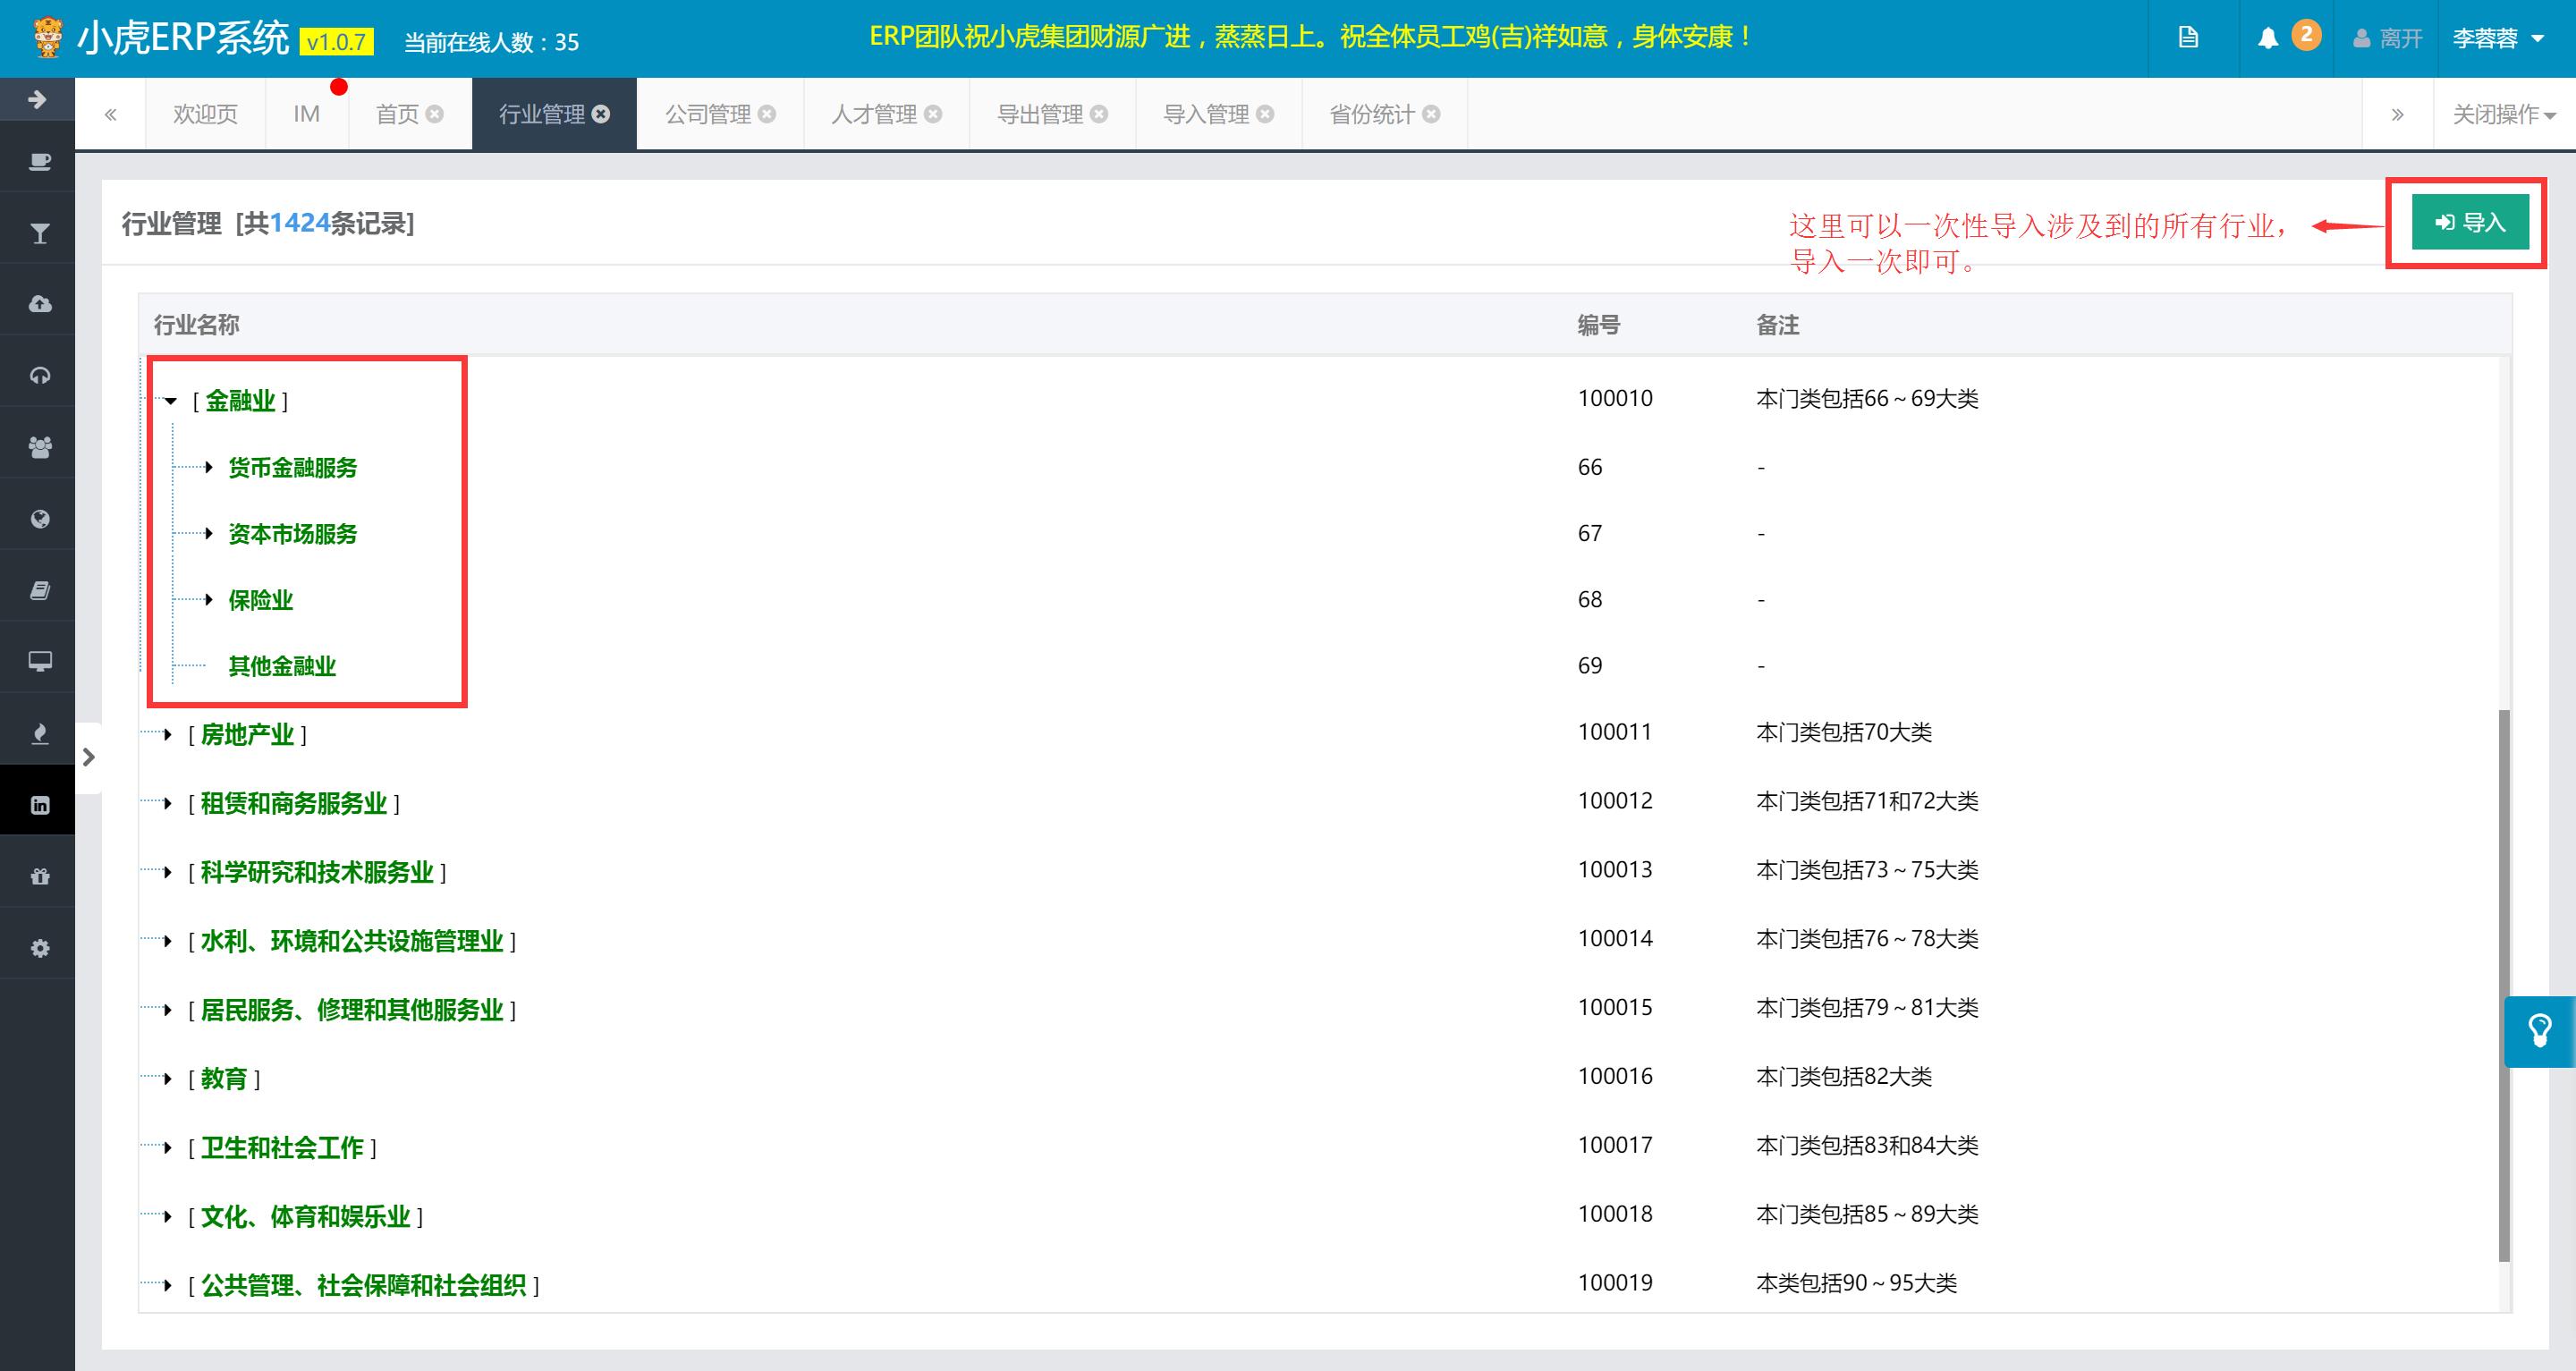 小虎ERP系统 v1.0.7 当前在线人数：35 ERP团队祝小虎集团财源广进，蒸蒸日上。祝全体员工鸡(吉)祥如意，身体安康！ 2 离开 李蓉蓉
欢迎页 IM 首页 行业管理 公司管理 人才管理 导出管理 导入管理 省份统计 关闭操作
行业管理 [共1424条记录]
这里可以一次性导入涉及到的所有行业， 导入
导入一次即可。
行业名称 编号 备注
[ 金融业 ] 100010 本门类包括66～69大类
货币金融服务 66 -
资本市场服务 67 -
保险业 68 -
其他金融业 69 -
[ 房地产业 ] 100011 本门类包括70大类
[ 租赁和商务服务业 ] 100012 本门类包括71和72大类
[ 科学研究和技术服务业 ] 100013 本门类包括73～75大类
[ 水利、环境和公共设施管理业 ] 100014 本门类包括76～78大类
[ 居民服务、修理和其他服务业 ] 100015 本门类包括79～81大类
[ 教育 ] 100016 本门类包括82大类
[ 卫生和社会工作 ] 100017 本门类包括83和84大类
[ 文化、体育和娱乐业 ] 100018 本门类包括85～89大类
[ 公共管理、社会保障和社会组织 ] 100019 本类包括90～95大类